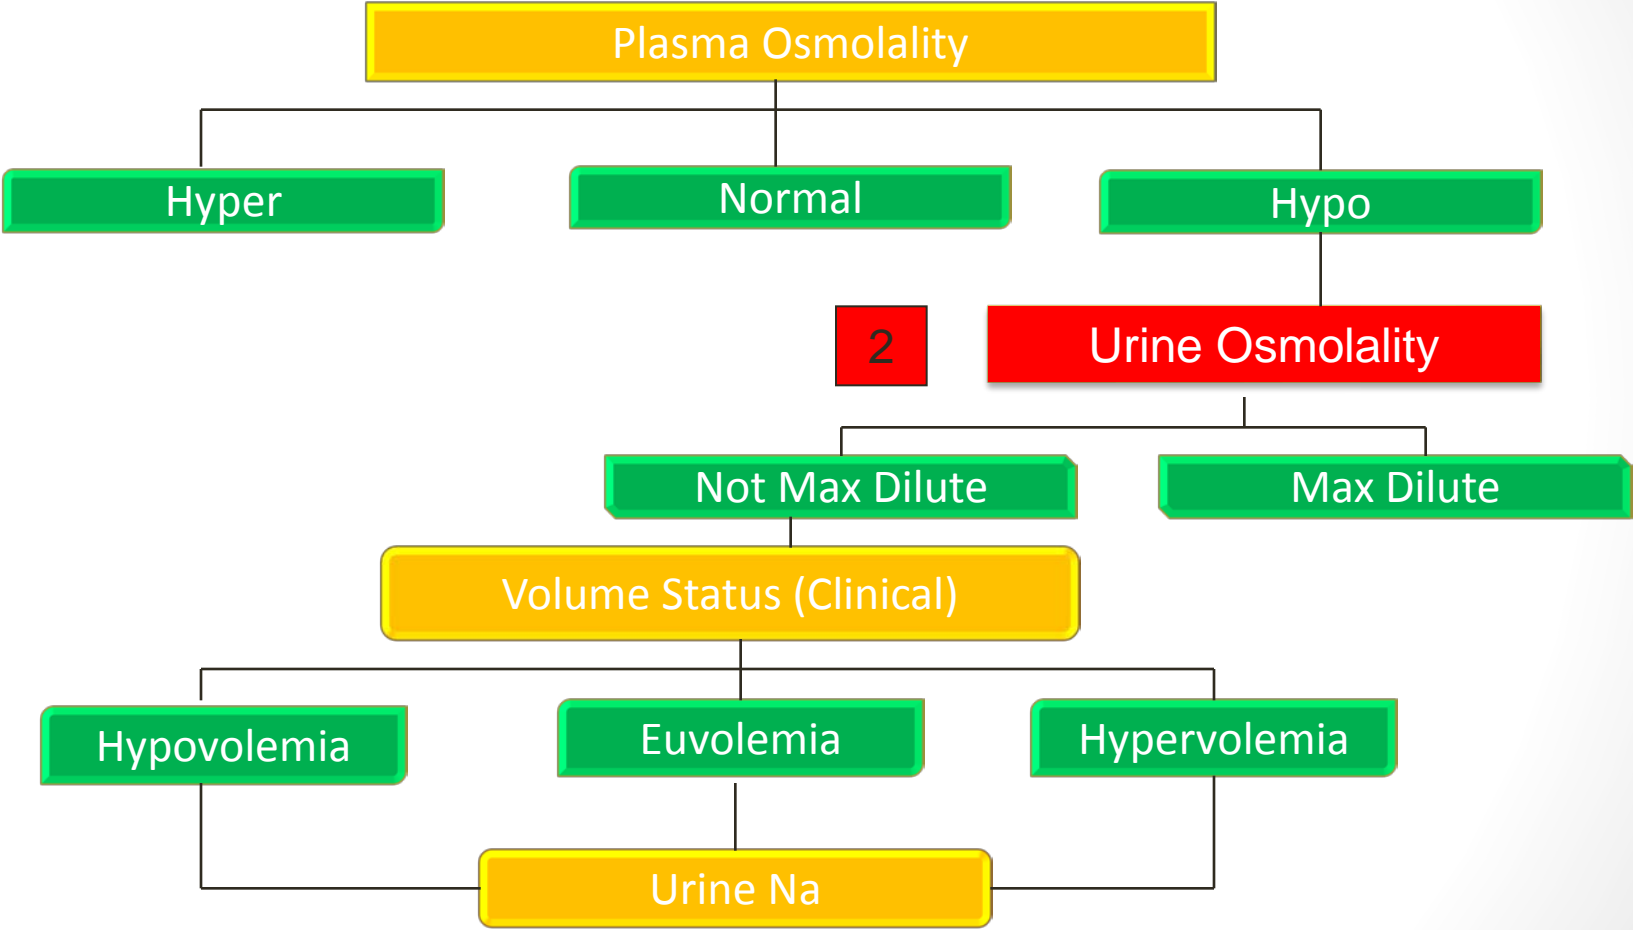 Plasma Osmolality
Hyper
Normal
Hypo
2
Urine Osmolality
Not Max Dilute
Max Dilute
Volume Status (Clinical)
Hypovolemia
Euvolemia
Hypervolemia
Urine Na